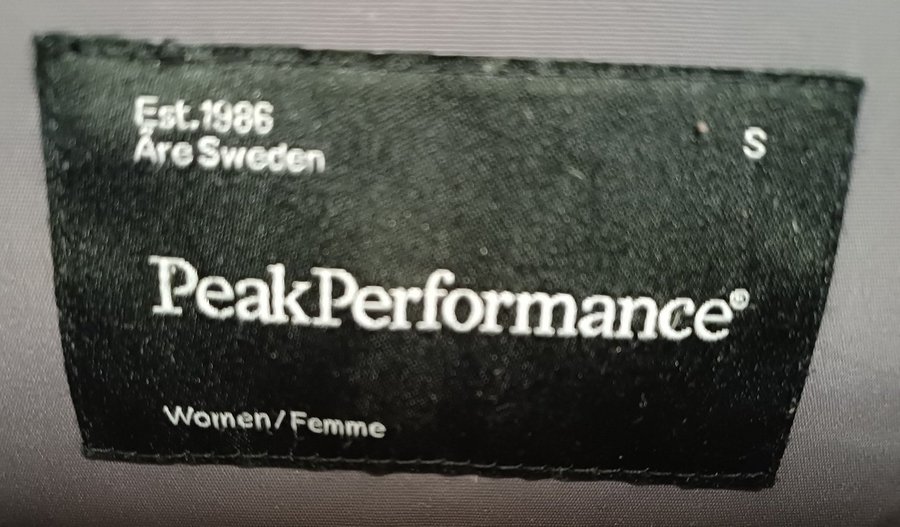 Est.1986
Åre Sweden
S
PeakPerformance®
Women/Femme